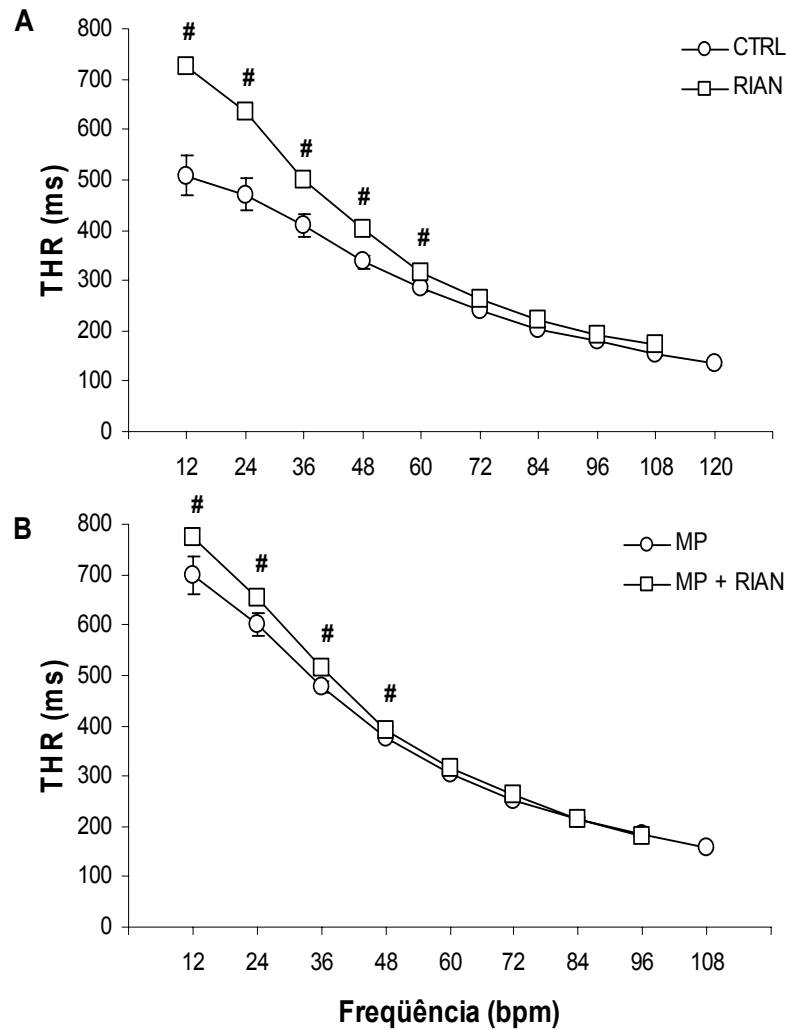 A
800
700
600
500
400
300
200
100
0
THR (ms)
# # # # #
CTRL
RIAN
12 24 36 48 60 72 84 96 108 120
B
800
700
600
500
400
300
200
100
0
THR (ms)
# # # #
MP
MP + RIAN
12 24 36 48 60 72 84 96 108
Freqüência (bpm)